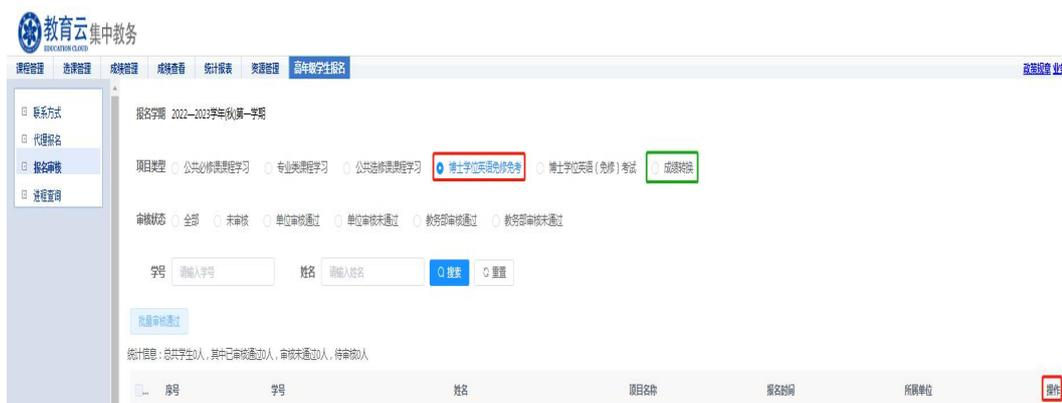 教育云 集中教务
EDUCATION CLOUD
课程管理 选课管理 成绩管理 成绩查看 统计报表 资源管理 高年级学生报名 政策规章
联系方式
代理报名
报名审核
进程查询
报名学期 2022—2023学年(秋)第一学期
项目类型 公共必修课课程学习 专业类课程学习 公共选修课课程学习 博士学位英语免修免考 博士学位英语(免修)考试 成绩转换
审核状态 全部 未审核 单位审核通过 单位审核未通过 教务部审核通过 教务部审核未通过
学号 请输入学号 姓名 请输入姓名 搜索 重置
批量审核通过
统计信息:总共学生0人,其中已审核通过0人,审核未通过0人,待审核0人
... 序号 学号 姓名 项目名称 报名时间 所属单位 操作